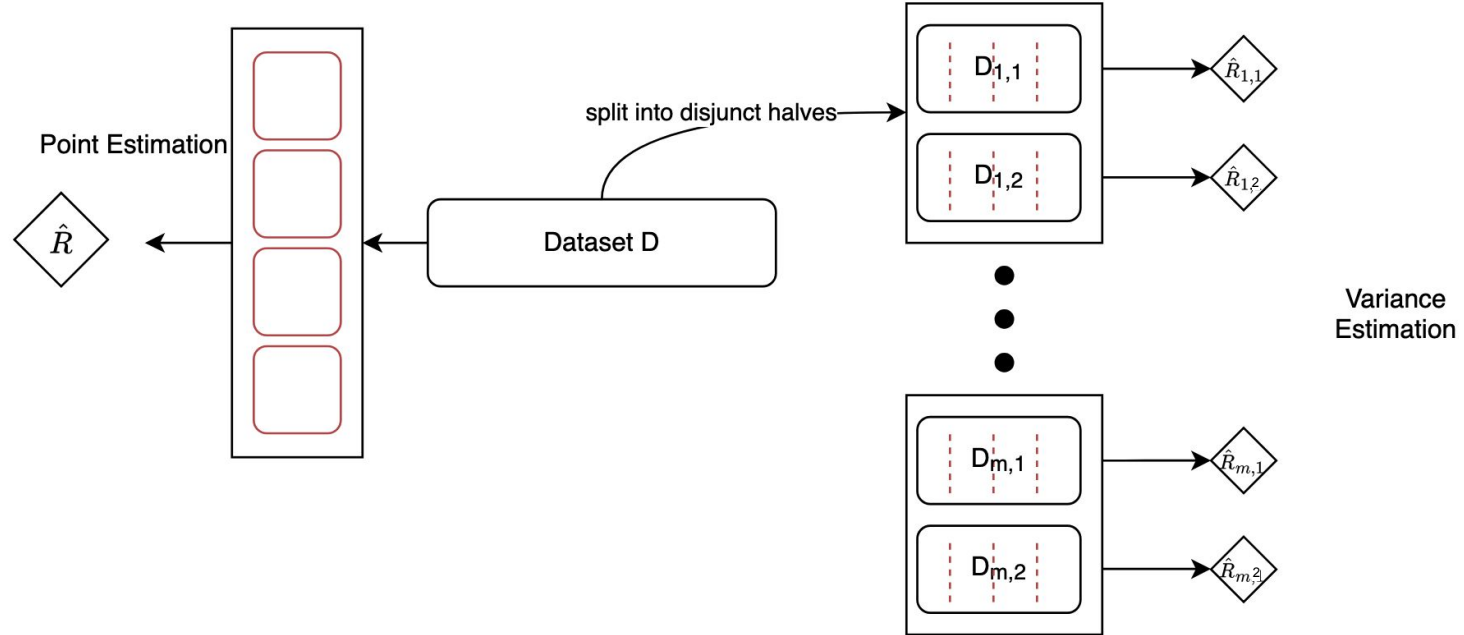 Point Estimation
R̂
Dataset D
split into disjunct halves
D1,1
R̂1,1
D1,2
R̂1,2
Variance
Estimation
Dm,1
R̂m,1
Dm,2
R̂m,2